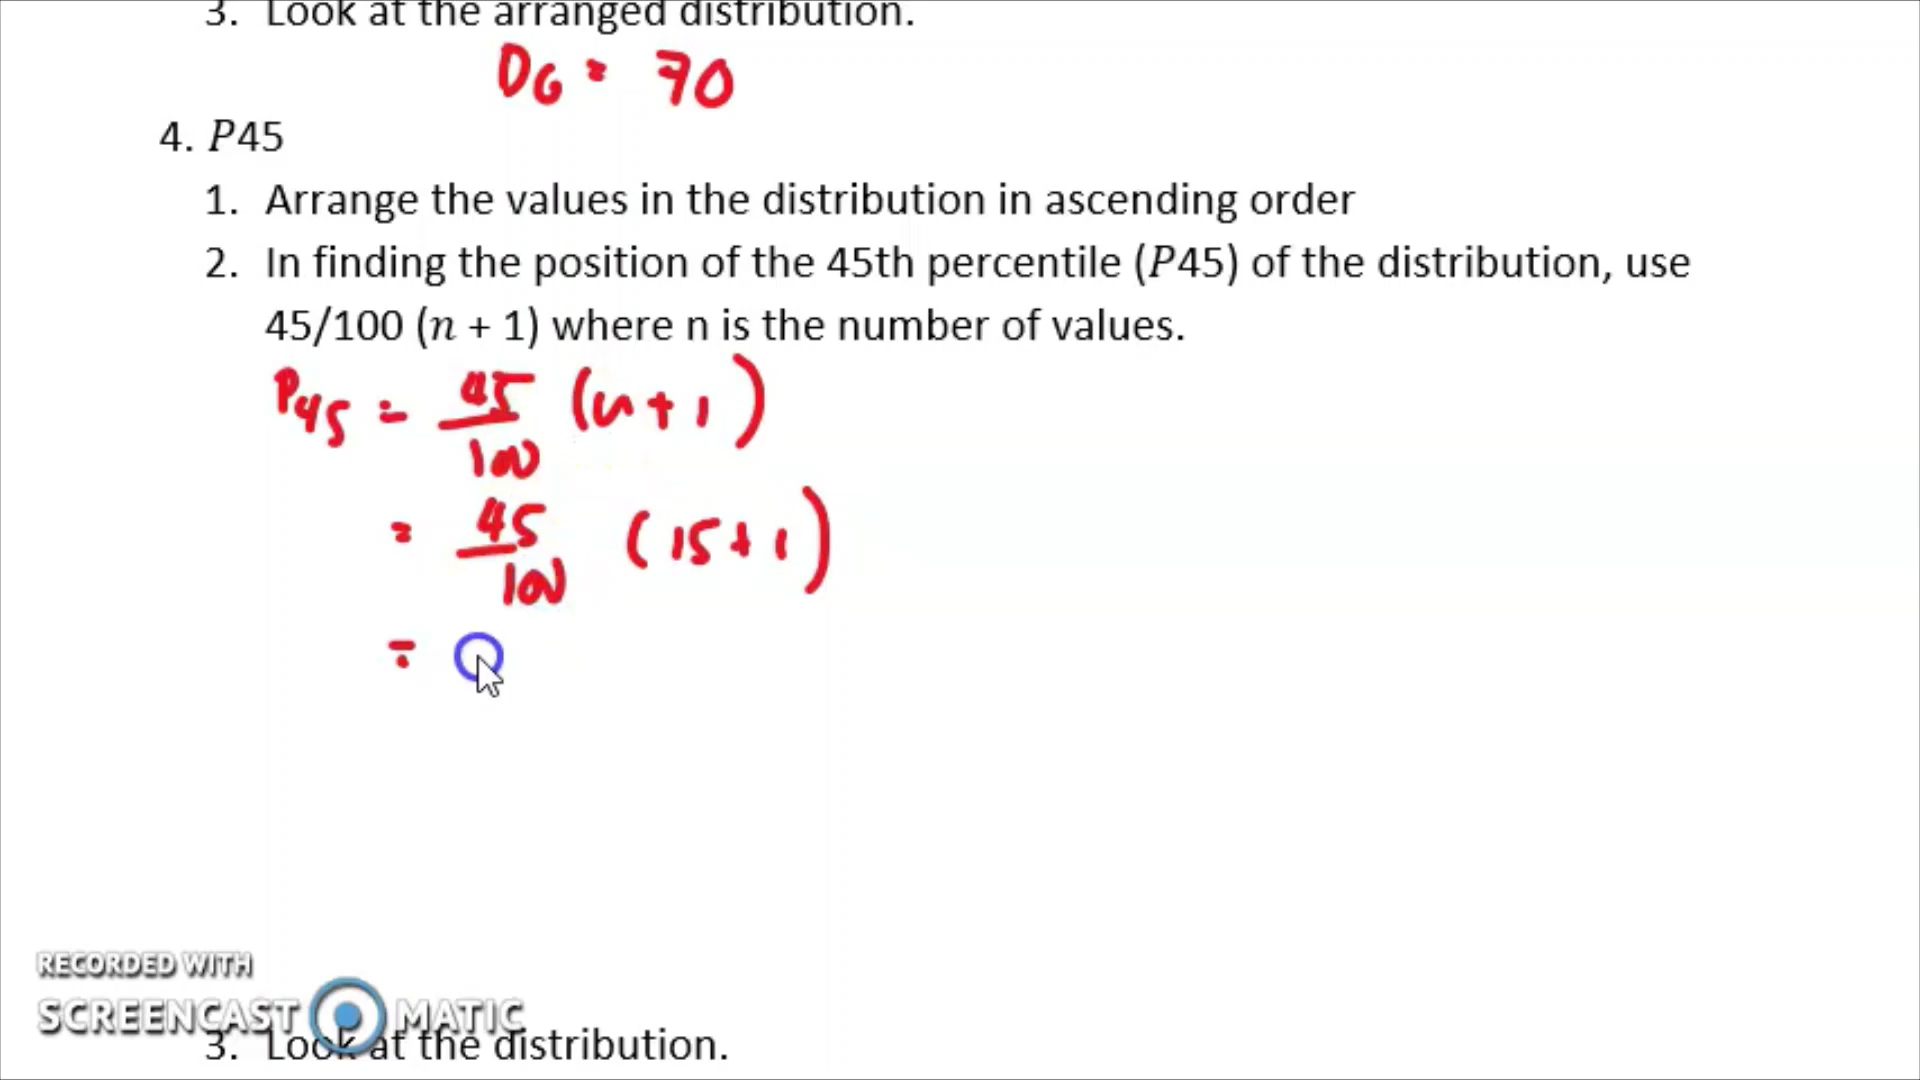 3. Look at the arranged distribution.
D6 = 70
4. P45
1. Arrange the values in the distribution in ascending order
2. In finding the position of the 45th percentile (P45) of the distribution, use
45/100 (n + 1) where n is the number of values.
P45 = 45/100 (n + 1)
= 45/100 (15 + 1)
=
RECORDED WITH
SCREENCAST MATIC
3. Look at the distribution.